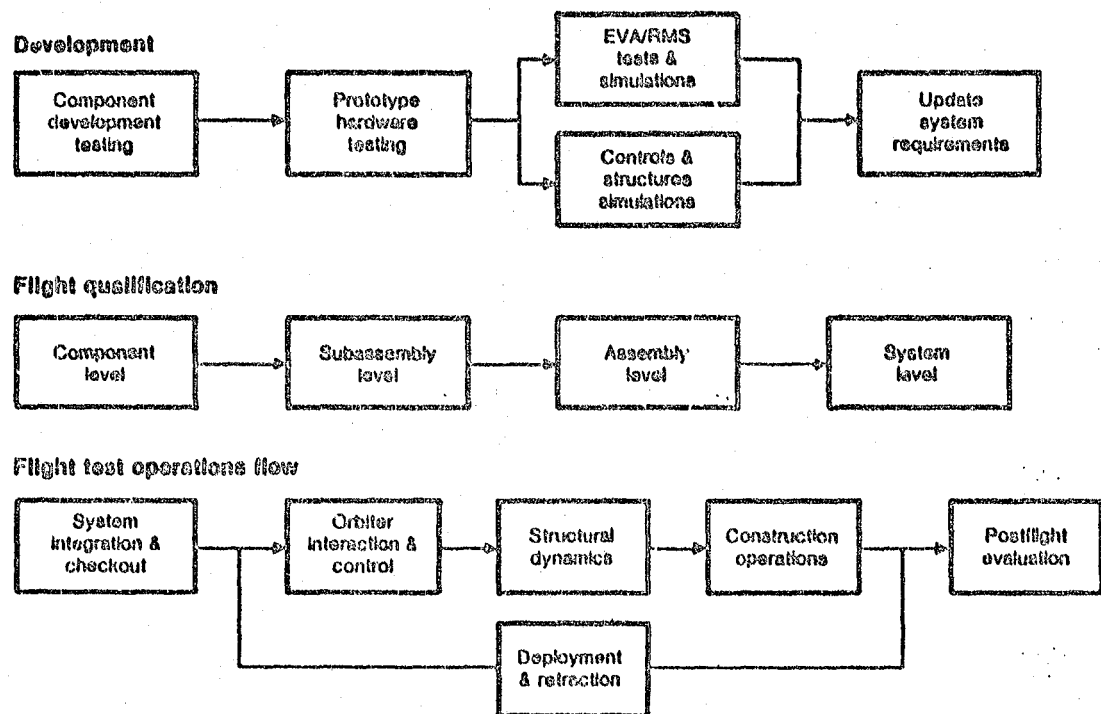 Development
Component
development
testing
Prototype
hardware
testing
EVA/RMS
tests &
simulations
Controls &
structures
simulations
Update
system
requirements
Flight qualification
Component
level
Subassembly
level
Assembly
level
System
level
Flight test operations flow
System
integration &
checkout
Orbiter
interaction &
control
Structural
dynamics
Construction
operations
Postflight
evaluation
Deployment
& retraction